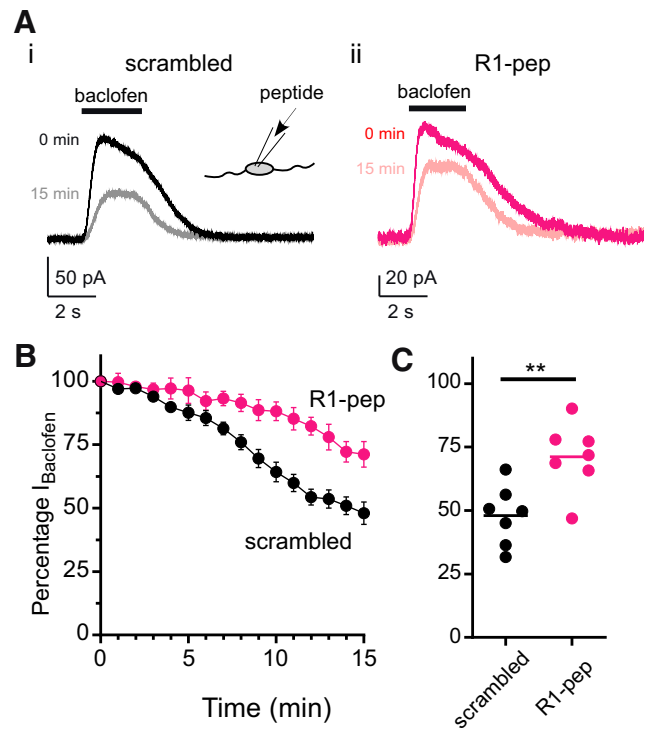 A
i
scrambled
baclofen
peptide
0 min
15 min
50 pA
2 s
ii
R1-pep
baclofen
0 min
15 min
20 pA
2 s
B
Percentage I_Baclofen
100
75
50
25
0
R1-pep
scrambled
0
5
10
15
Time (min)
C
**
100
75
50
25
0
scrambled
R1-pep